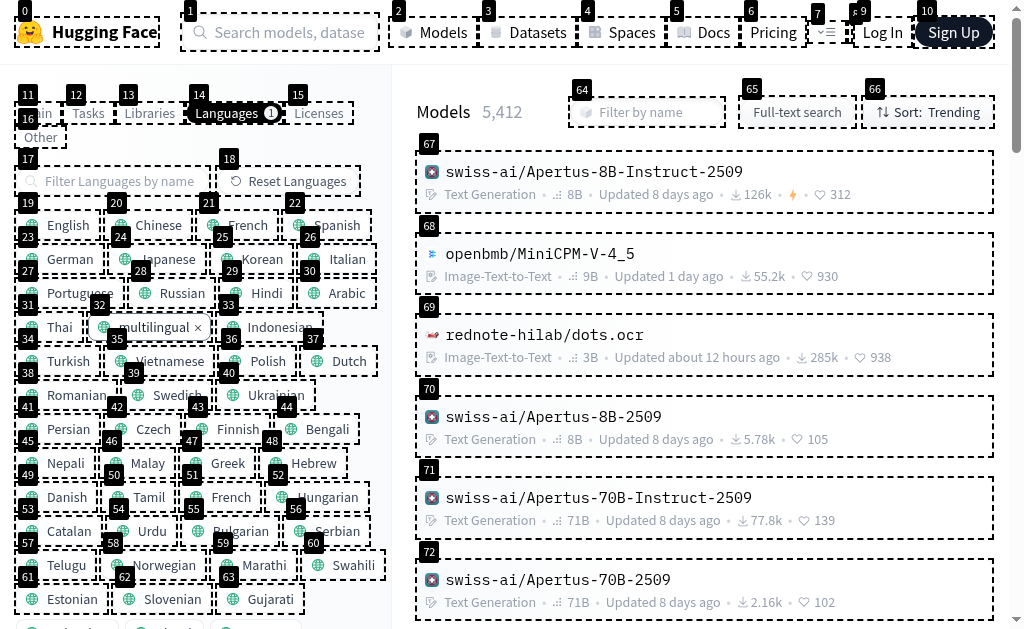 0 1 2 3 4 5 6 7 8 9 10
Hugging Face Search models, datase Models Datasets Spaces Docs Pricing Log In Sign Up
11 12 13 14 15
Tasks Libraries Languages 1 Licenses
16
Other
17 18
Filter Languages by name Reset Languages
19 20 21 22
English Chinese French Spanish
23 24 25 26
German Japanese Korean Italian
27 28 29 30
Portuguese Russian Hindi Arabic
31 32 33
Thai multilingual × Indonesian
34 35 36 37
Turkish Vietnamese Polish Dutch
38 39 40
Romanian Swedish Ukrainian
41 42 43 44
Persian Czech Finnish Bengali
45 46 47 48
Nepali Malay Greek Hebrew
49 50 51 52
Danish Tamil French Hungarian
53 54 55 56
Catalan Urdu Bulgarian Serbian
57 58 59 60
Telugu Norwegian Marathi Swahili
61 62 63
Estonian Slovenian Gujarati
64 65 66
Models 5,412 Filter by name Full-text search Sort: Trending
67
swiss-ai/Apertus-8B-Instruct-2509
Text Generation • 8B • Updated 8 days ago • 126k • 312
68
openbmb/MiniCPM-V-4_5
Image-Text-to-Text • 9B • Updated 1 day ago • 55.2k • 930
69
rednote-hilab/dots.ocr
Image-Text-to-Text • 3B • Updated about 12 hours ago • 285k • 938
70
swiss-ai/Apertus-8B-2509
Text Generation • 8B • Updated 8 days ago • 5.78k • 105
71
swiss-ai/Apertus-70B-Instruct-2509
Text Generation • 71B • Updated 8 days ago • 77.8k • 139
72
swiss-ai/Apertus-70B-2509
Text Generation • 71B • Updated 8 days ago • 2.16k • 102